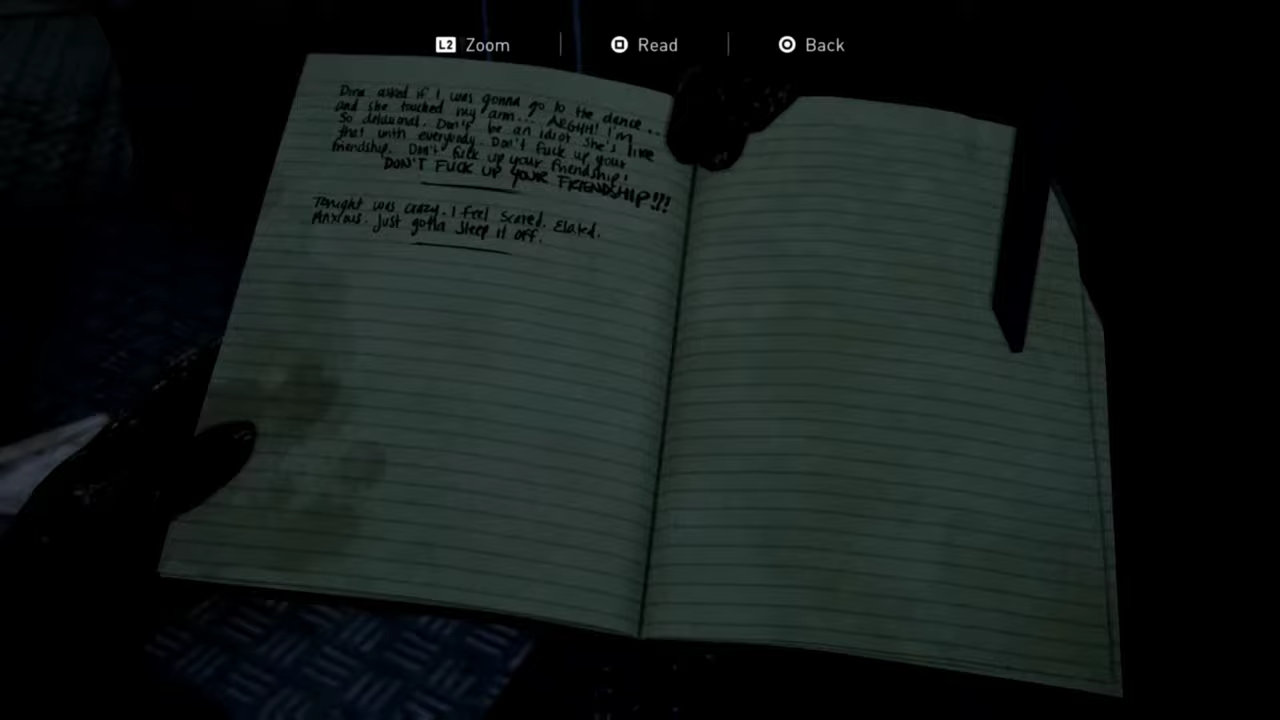 L2 Zoom
Read
Back
Dina asked if I was gonna go to the dance...
and she touched my arm... ARGHH! I'm
so delusional. Don't be an idiot. She's like
that with everybody. Don't fuck up your
friendship. Don't fuck up your friendship!
DON'T FUCK UP YOUR FRIENDSHIP!!!
Tonight was crazy. I feel scared. Elated.
Anxious. Just gotta sleep it off.